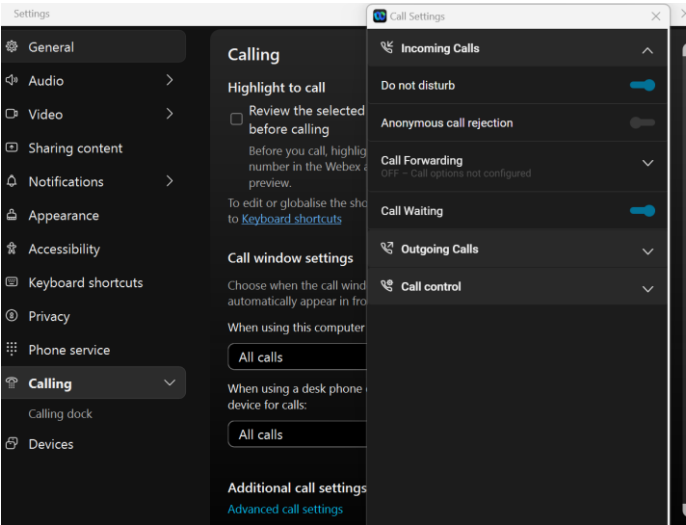 Settings
General
Audio
Video
Sharing content
Notifications
Appearance
Accessibility
Keyboard shortcuts
Privacy
Phone service
Calling
Calling dock
Devices
Calling
Highlight to call
Review the selected
before calling
Before you call, highlig
number in the Webex a
preview.
To edit or globalise the sho
to Keyboard shortcuts
Call window settings
Choose when the call wind
automatically appear in fro
When using this computer
All calls
When using a desk phone
device for calls:
All calls
Additional call settings
Advanced call settings
Call Settings
Incoming Calls
Do not disturb
Anonymous call rejection
Call Forwarding
OFF – Call options not configured
Call Waiting
Outgoing Calls
Call control